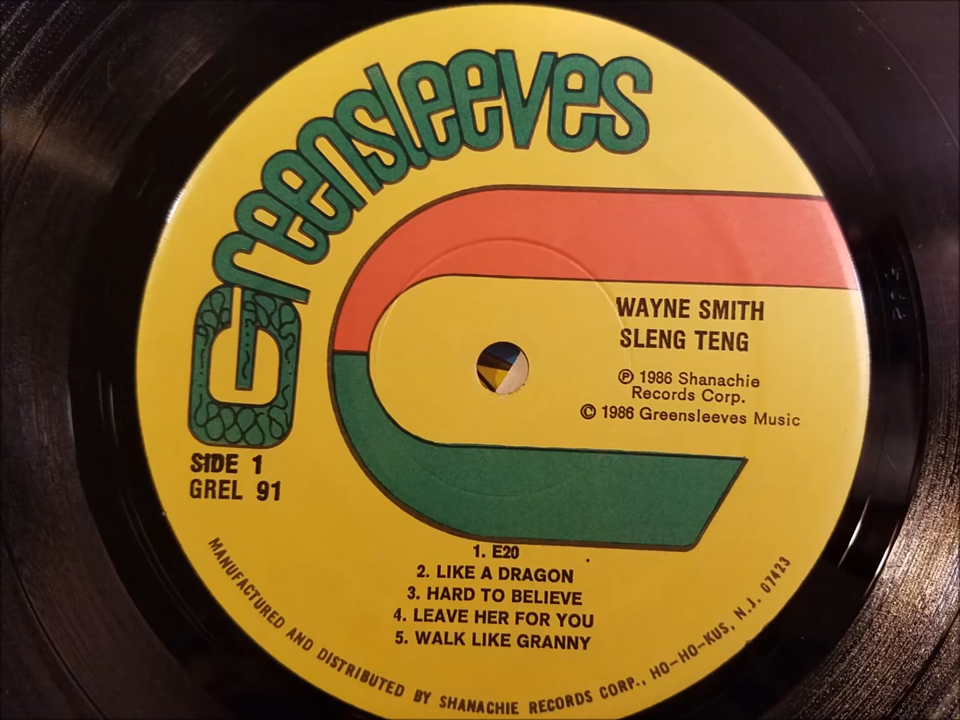 Greensleeves
WAYNE SMITH
SLENG TENG
Ⓟ 1986 Shanachie
Records Corp.
© 1986 Greensleeves Music
SIDE 1
GREL 91
1. E20
2. LIKE A DRAGON
3. HARD TO BELIEVE
4. LEAVE HER FOR YOU
5. WALK LIKE GRANNY
MANUFACTURED AND DISTRIBUTED BY SHANACHIE RECORDS CORP., HO-HO-KUS, N.J. 07423